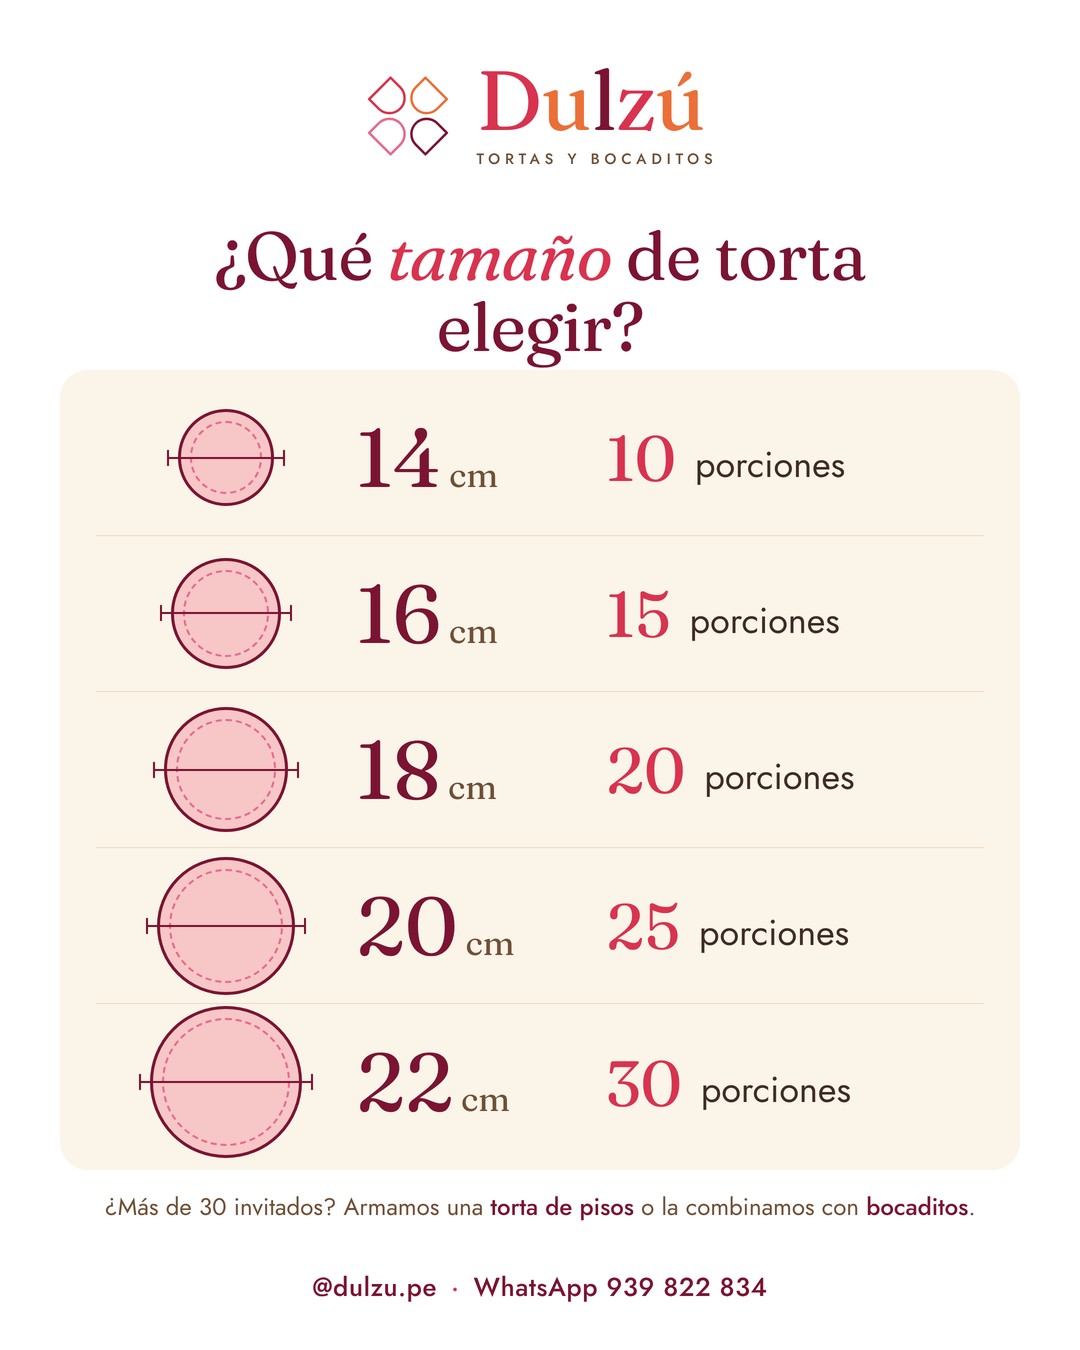 Dulzú
TORTAS Y BOCADITOS
¿Qué tamaño de torta
elegir?
14 cm 10 porciones
16 cm 15 porciones
18 cm 20 porciones
20 cm 25 porciones
22 cm 30 porciones
¿Más de 30 invitados? Armamos una torta de pisos o la combinamos con bocaditos.
@dulzu.pe · WhatsApp 939 822 834